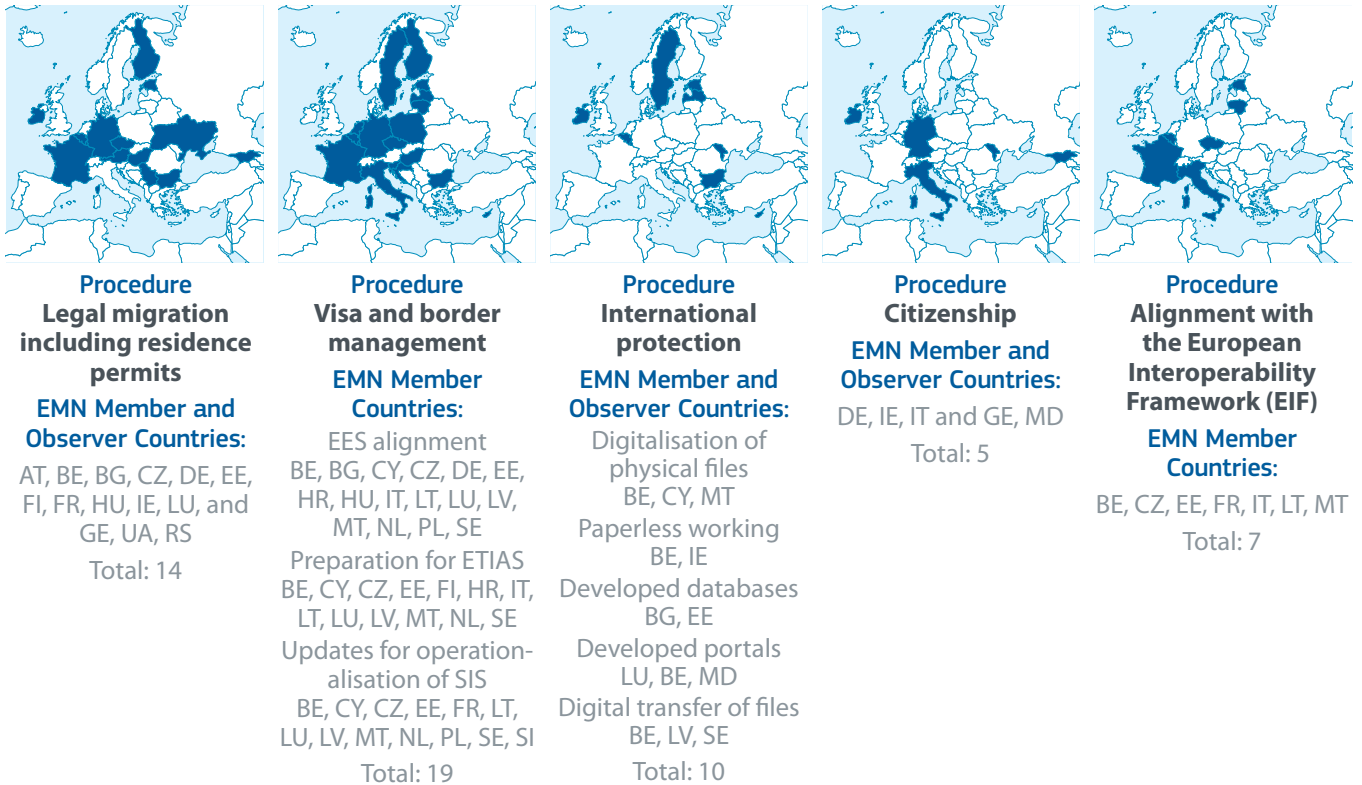 Procedure
Legal migration
including residence
permits
EMN Member and
Observer Countries:
AT, BE, BG, CZ, DE, EE,
FI, FR, HU, IE, LU, and
GE, UA, RS
Total: 14
Procedure
Visa and border
management
EMN Member
Countries:
EES alignment
BE, BG, CY, CZ, DE, EE,
HR, HU, IT, LT, LU, LV,
MT, NL, PL, SE
Preparation for ETIAS
BE, CY, CZ, EE, FI, HR, IT,
LT, LU, LV, MT, NL, SE
Updates for operation-
alisation of SIS
BE, CY, CZ, EE, FR, LT,
LU, LV, MT, NL, PL, SE, SI
Total: 19
Procedure
International
protection
EMN Member and
Observer Countries:
Digitalisation of
physical files
BE, CY, MT
Paperless working
BE, IE
Developed databases
BG, EE
Developed portals
LU, BE, MD
Digital transfer of files
BE, LV, SE
Total: 10
Procedure
Citizenship
EMN Member and
Observer Countries:
DE, IE, IT and GE, MD
Total: 5
Procedure
Alignment with
the European
Interoperability
Framework (EIF)
EMN Member
Countries:
BE, CZ, EE, FR, IT, LT, MT
Total: 7